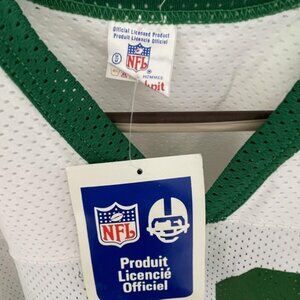 Official Licensed Product
Produit Licencié Officiel
NFL
HOMMES
NFL
Produit
Licencié
Officiel